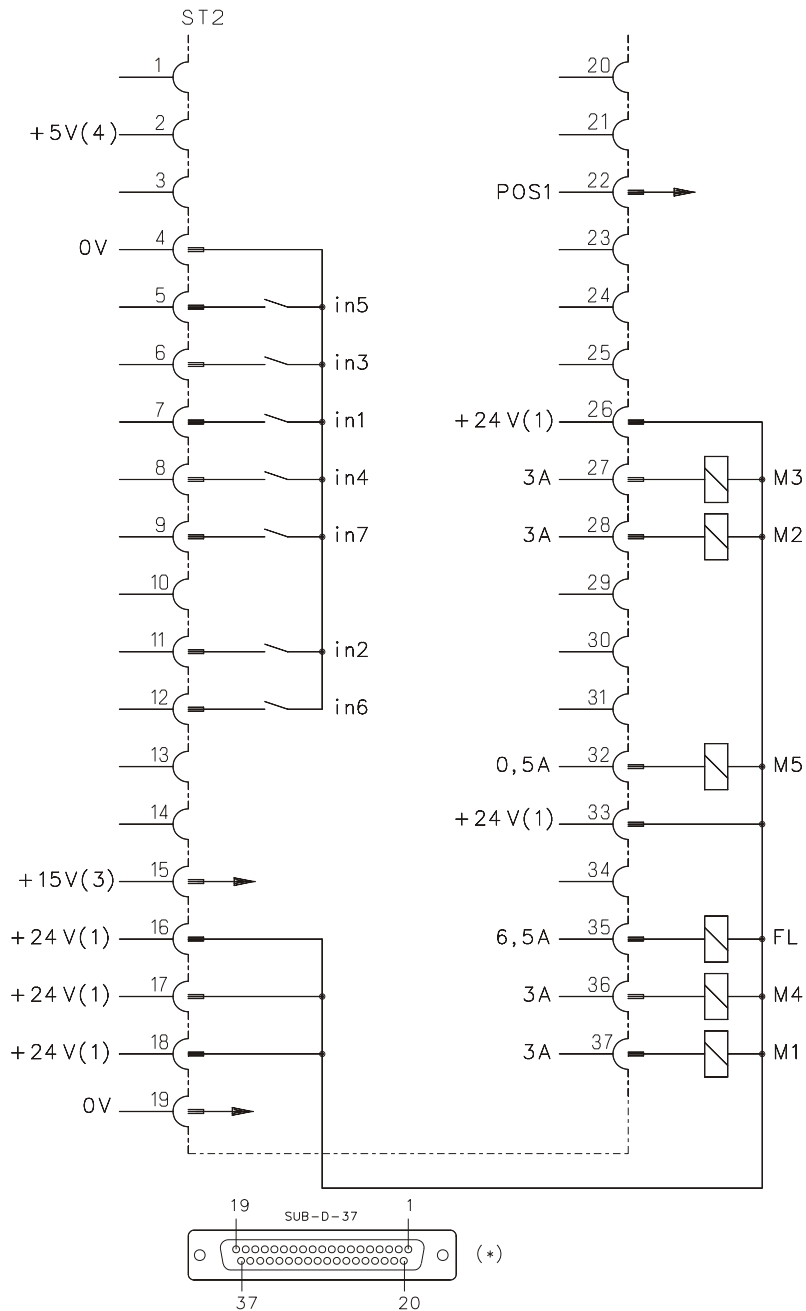 ST2
1
+5V(4) 2
3
0V 4
5 in5
6 in3
7 in1
8 in4
9 in7
10
11 in2
12 in6
13
14
+15V(3) 15
+24V(1) 16
+24V(1) 17
+24V(1) 18
0V 19
20
21
POS1 22
23
24
25
+24V(1) 26
3A 27 M3
3A 28 M2
29
30
31
0,5A 32 M5
+24V(1) 33
34
6,5A 35 FL
3A 36 M4
3A 37 M1
19 SUB-D-37 1
(*)
37 20